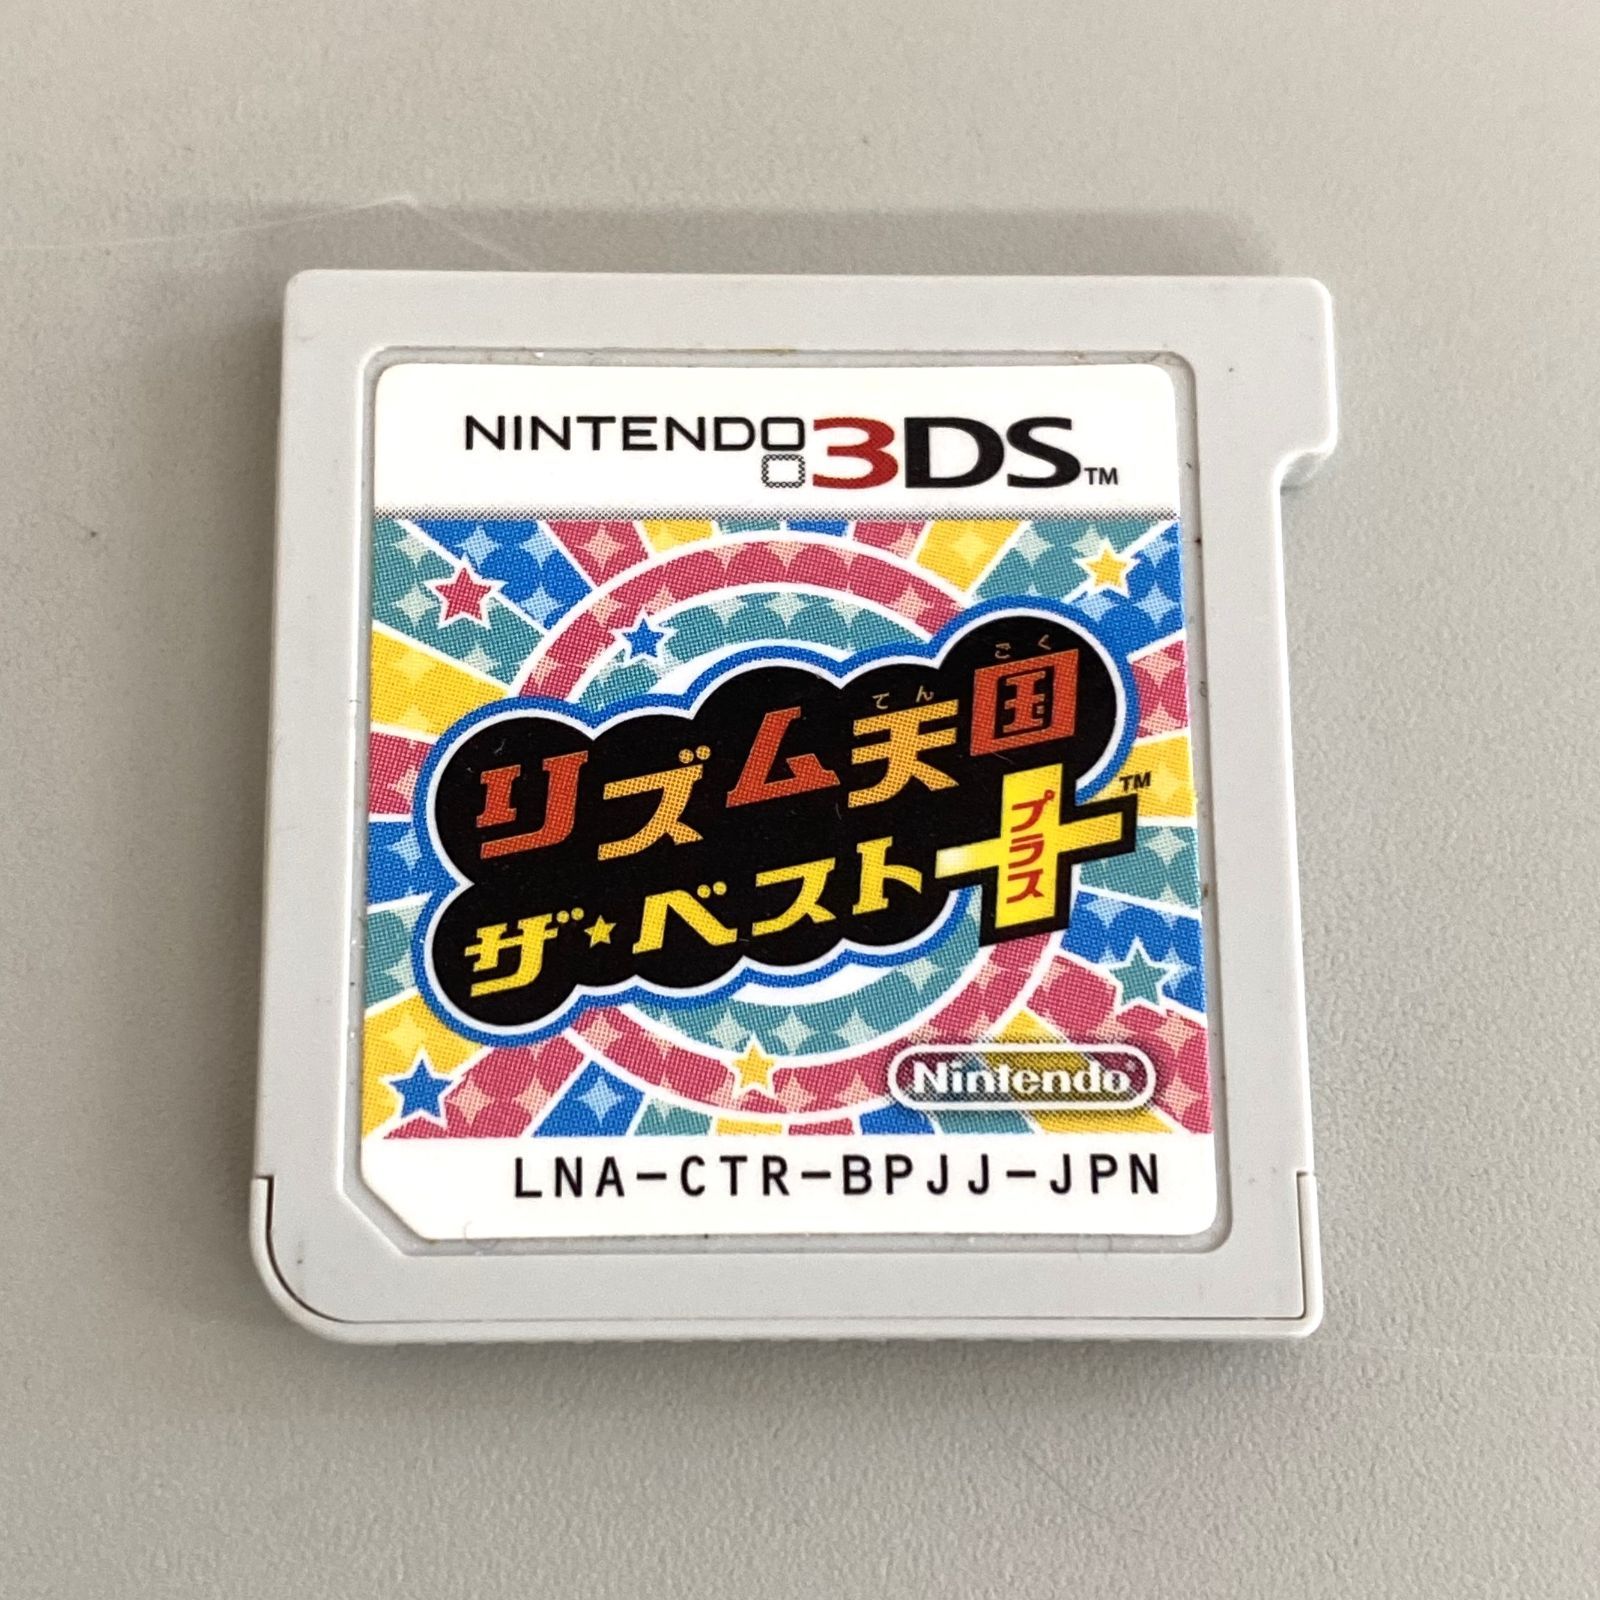 NINTENDO 3DS™
てんごく
リズム天国
ザ★ベスト+ ™
プラス
Nintendo
LNA-CTR-BPJJ-JPN